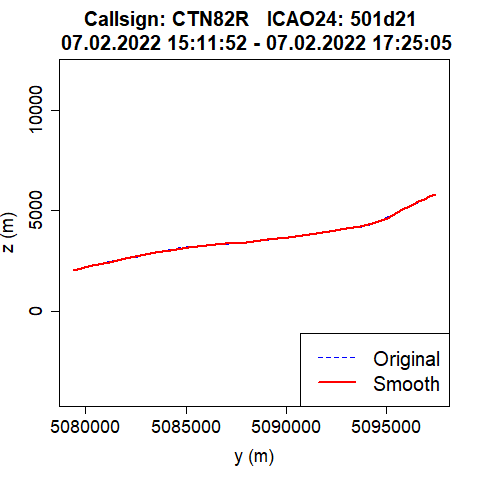 Callsign: CTN82R   ICAO24: 501d21
07.02.2022 15:11:52 - 07.02.2022 17:25:05
10000
5000
0
z (m)
Original
Smooth
5080000 5085000 5090000 5095000
y (m)